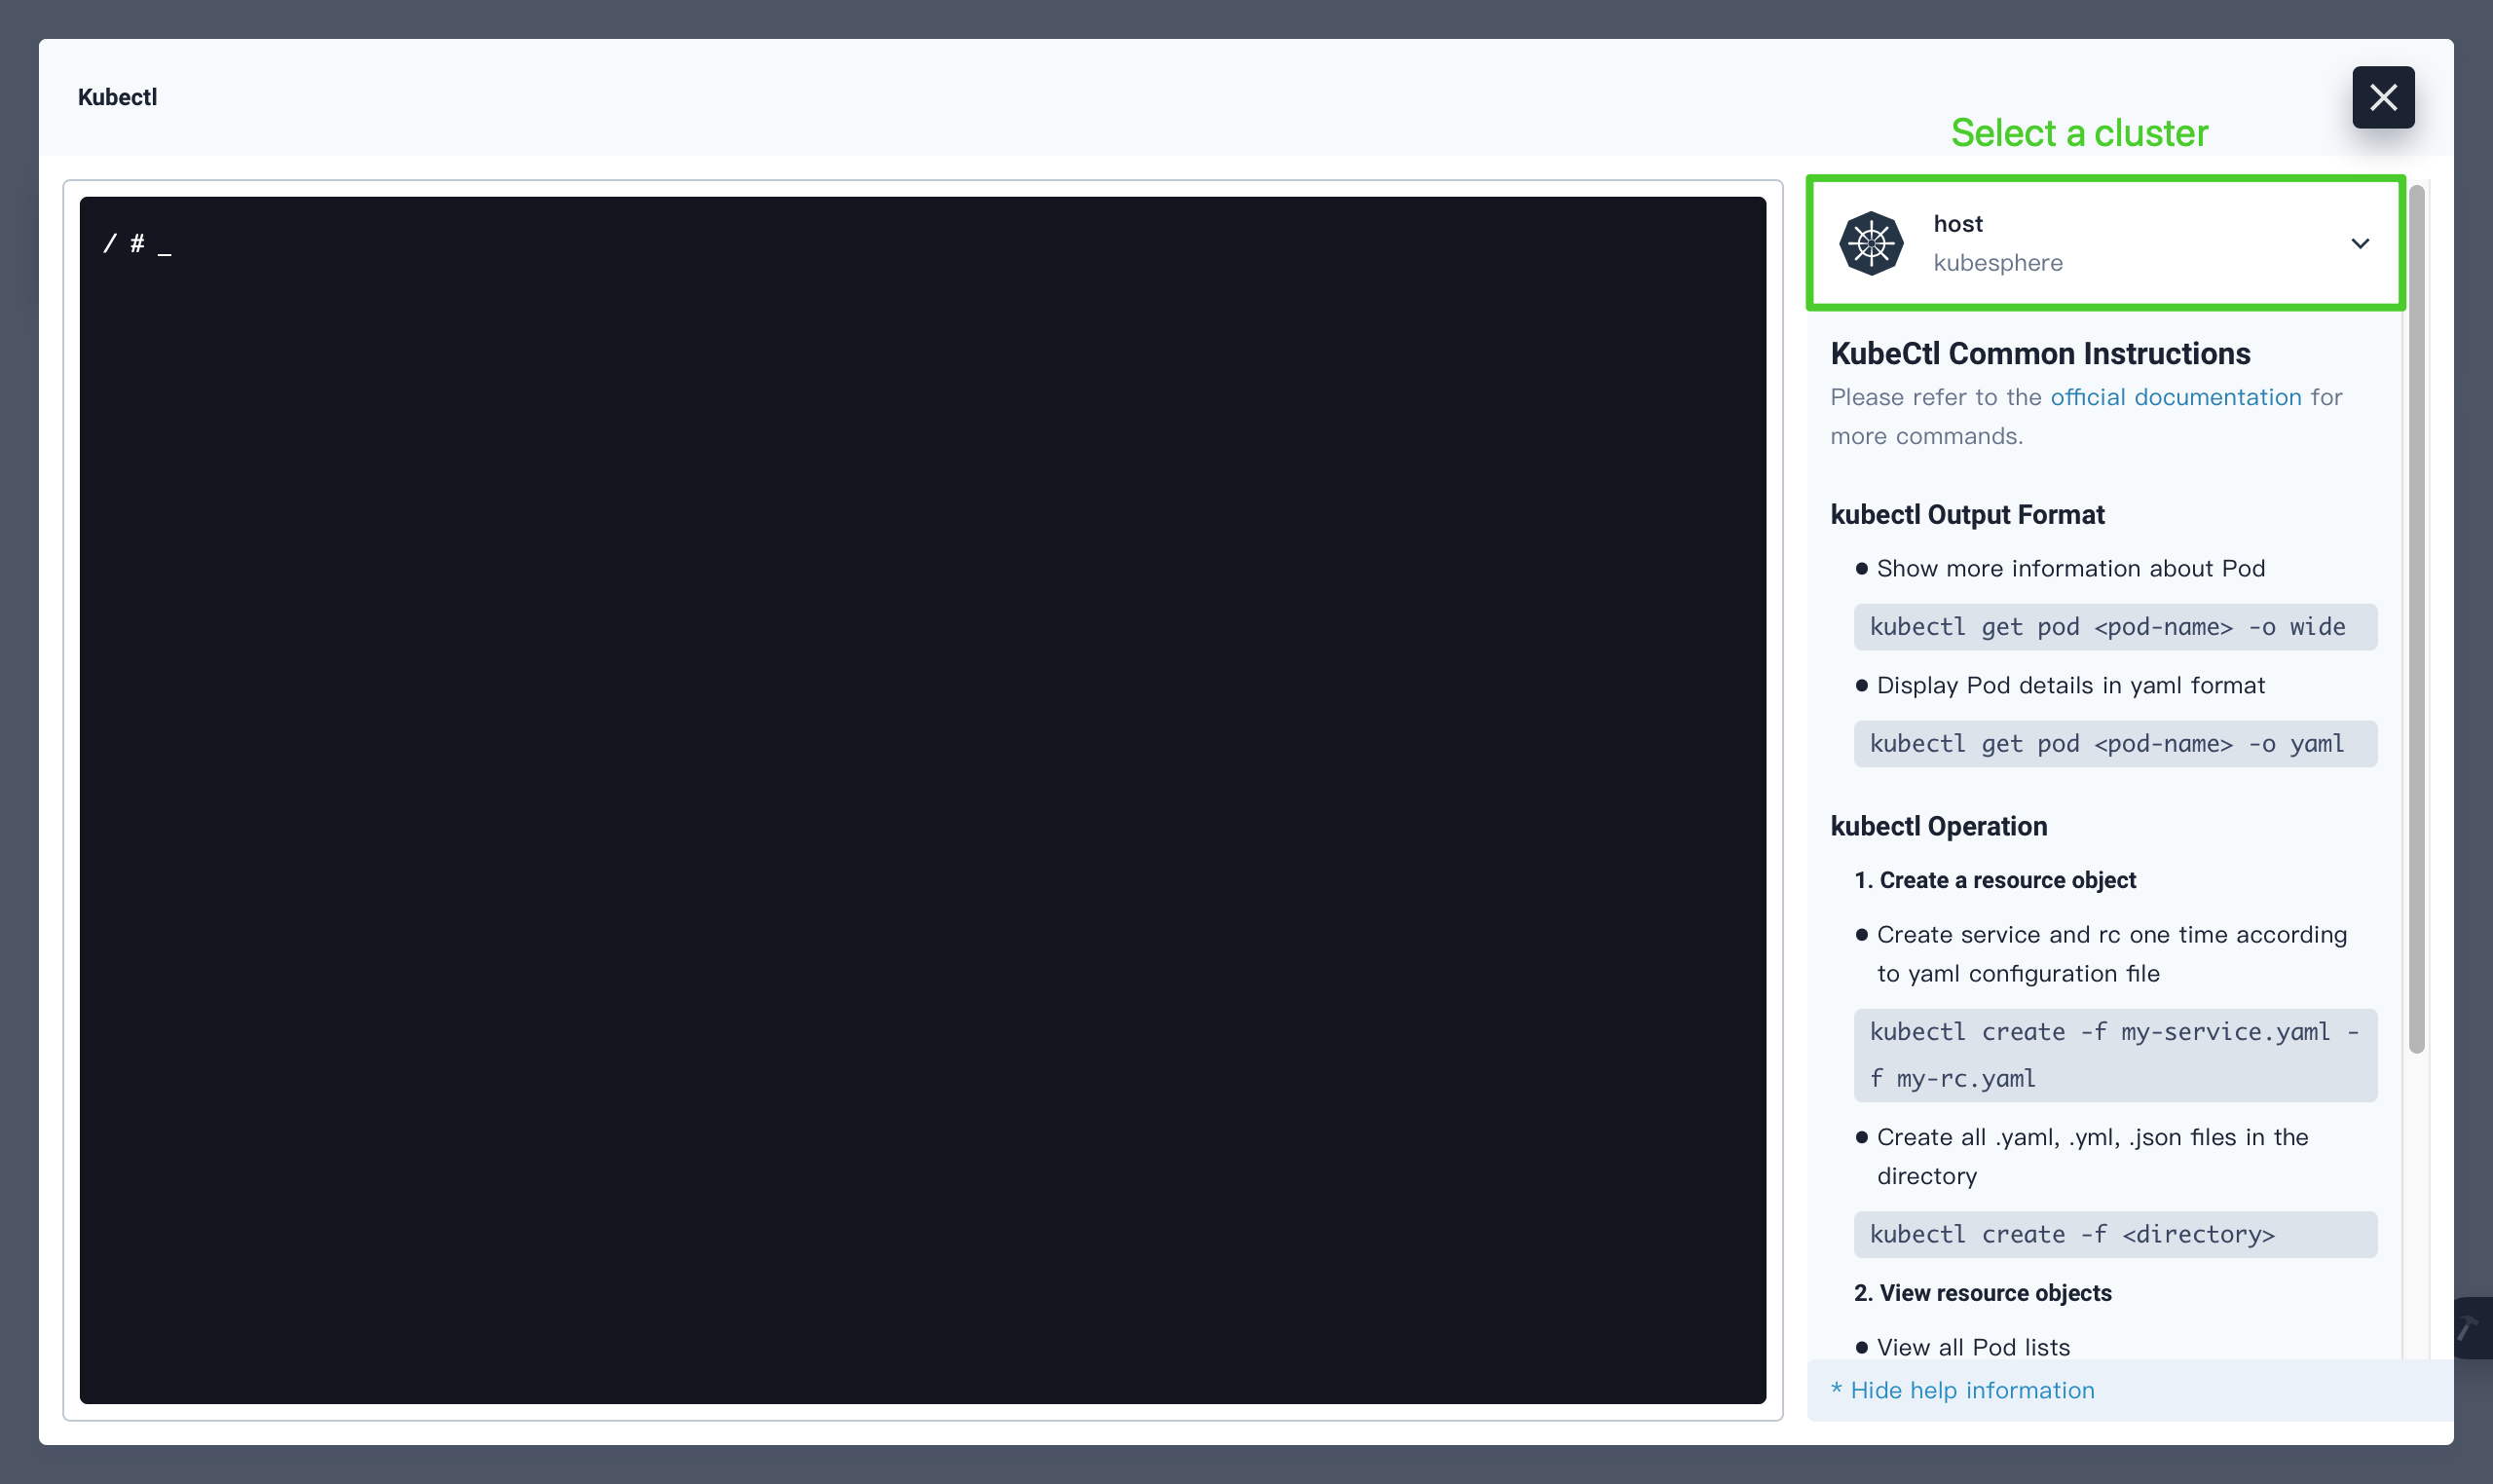 Kubectl
Select a cluster
/ # _
host
kubesphere
KubeCtl Common Instructions
Please refer to the official documentation for
more commands.
kubectl Output Format
● Show more information about Pod
kubectl get pod <pod-name> -o wide
● Display Pod details in yaml format
kubectl get pod <pod-name> -o yaml
kubectl Operation
1. Create a resource object
● Create service and rc one time according
to yaml configuration file
kubectl create -f my-service.yaml -
f my-rc.yaml
● Create all .yaml, .yml, .json files in the
directory
kubectl create -f <directory>
2. View resource objects
● View all Pod lists
* Hide help information